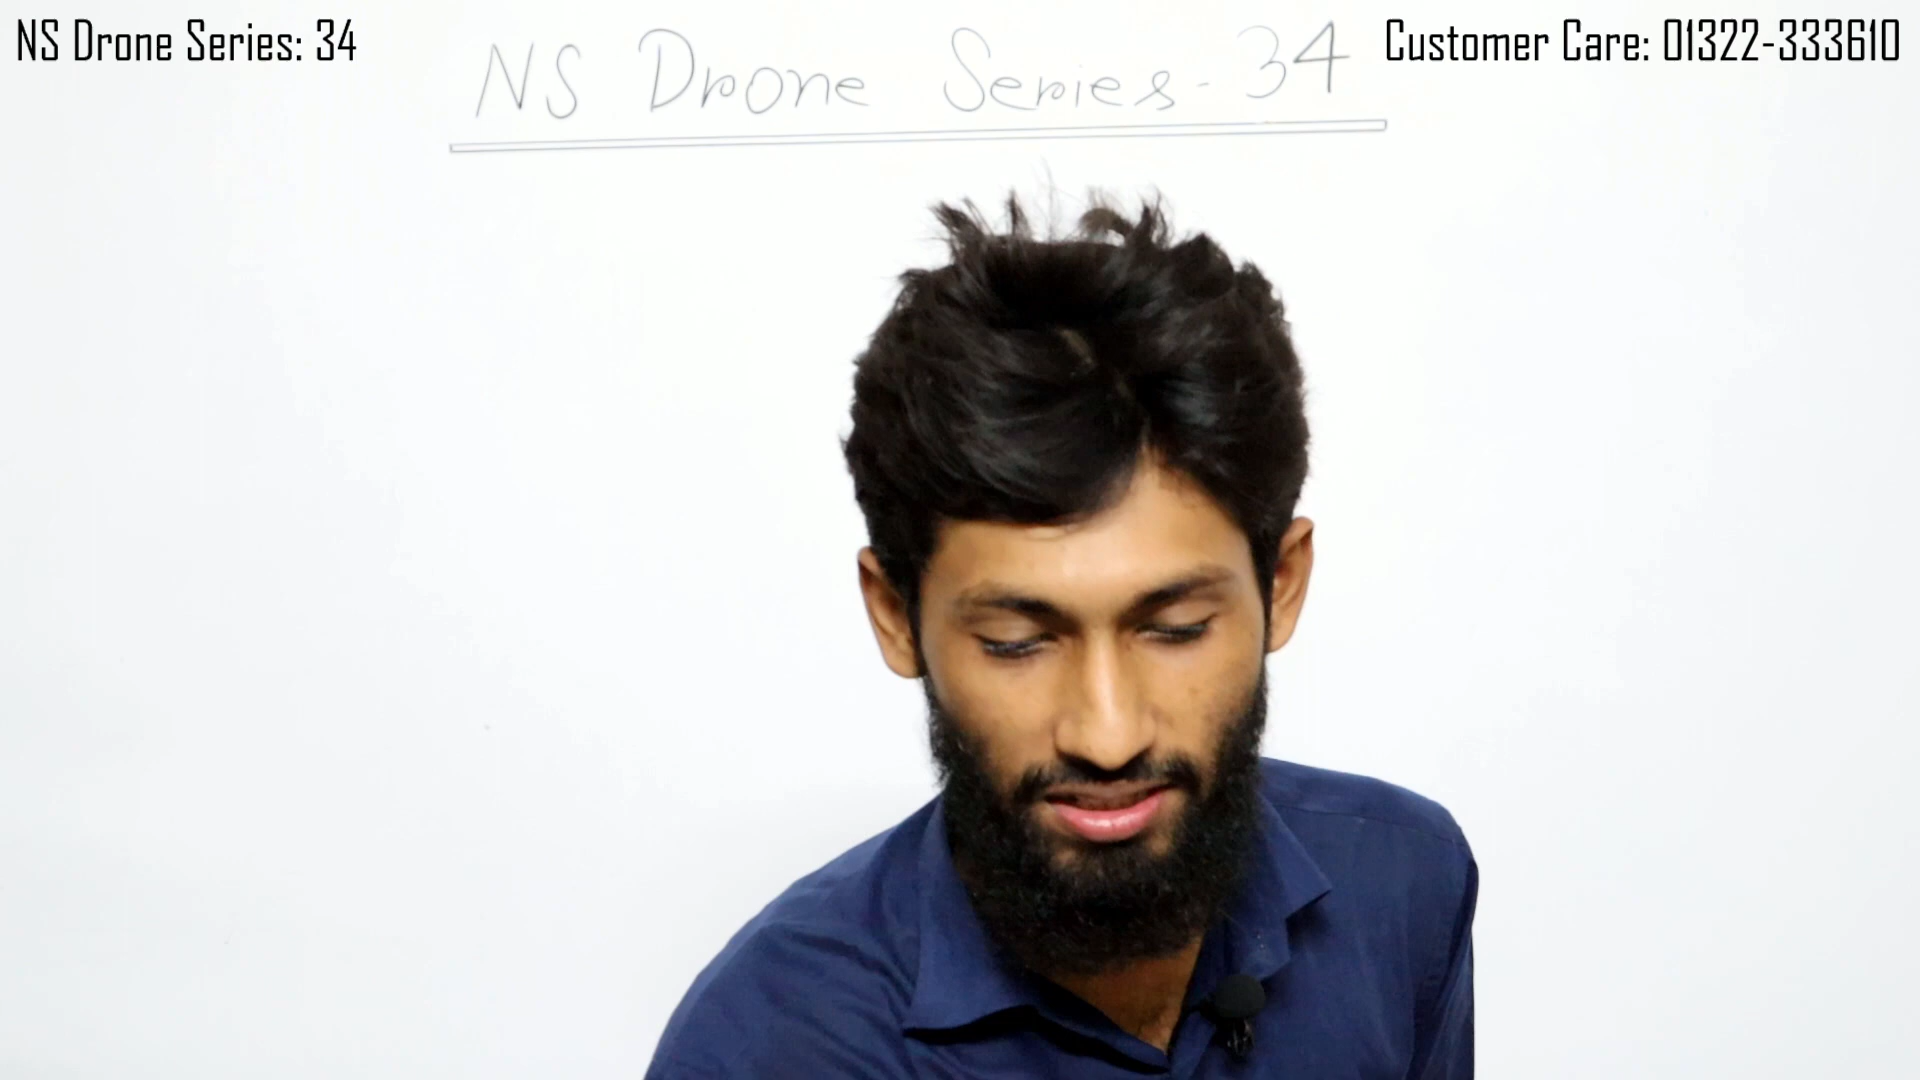 NS Drone Series: 34
NS Drone Series - 34
Customer Care: 01322-333610